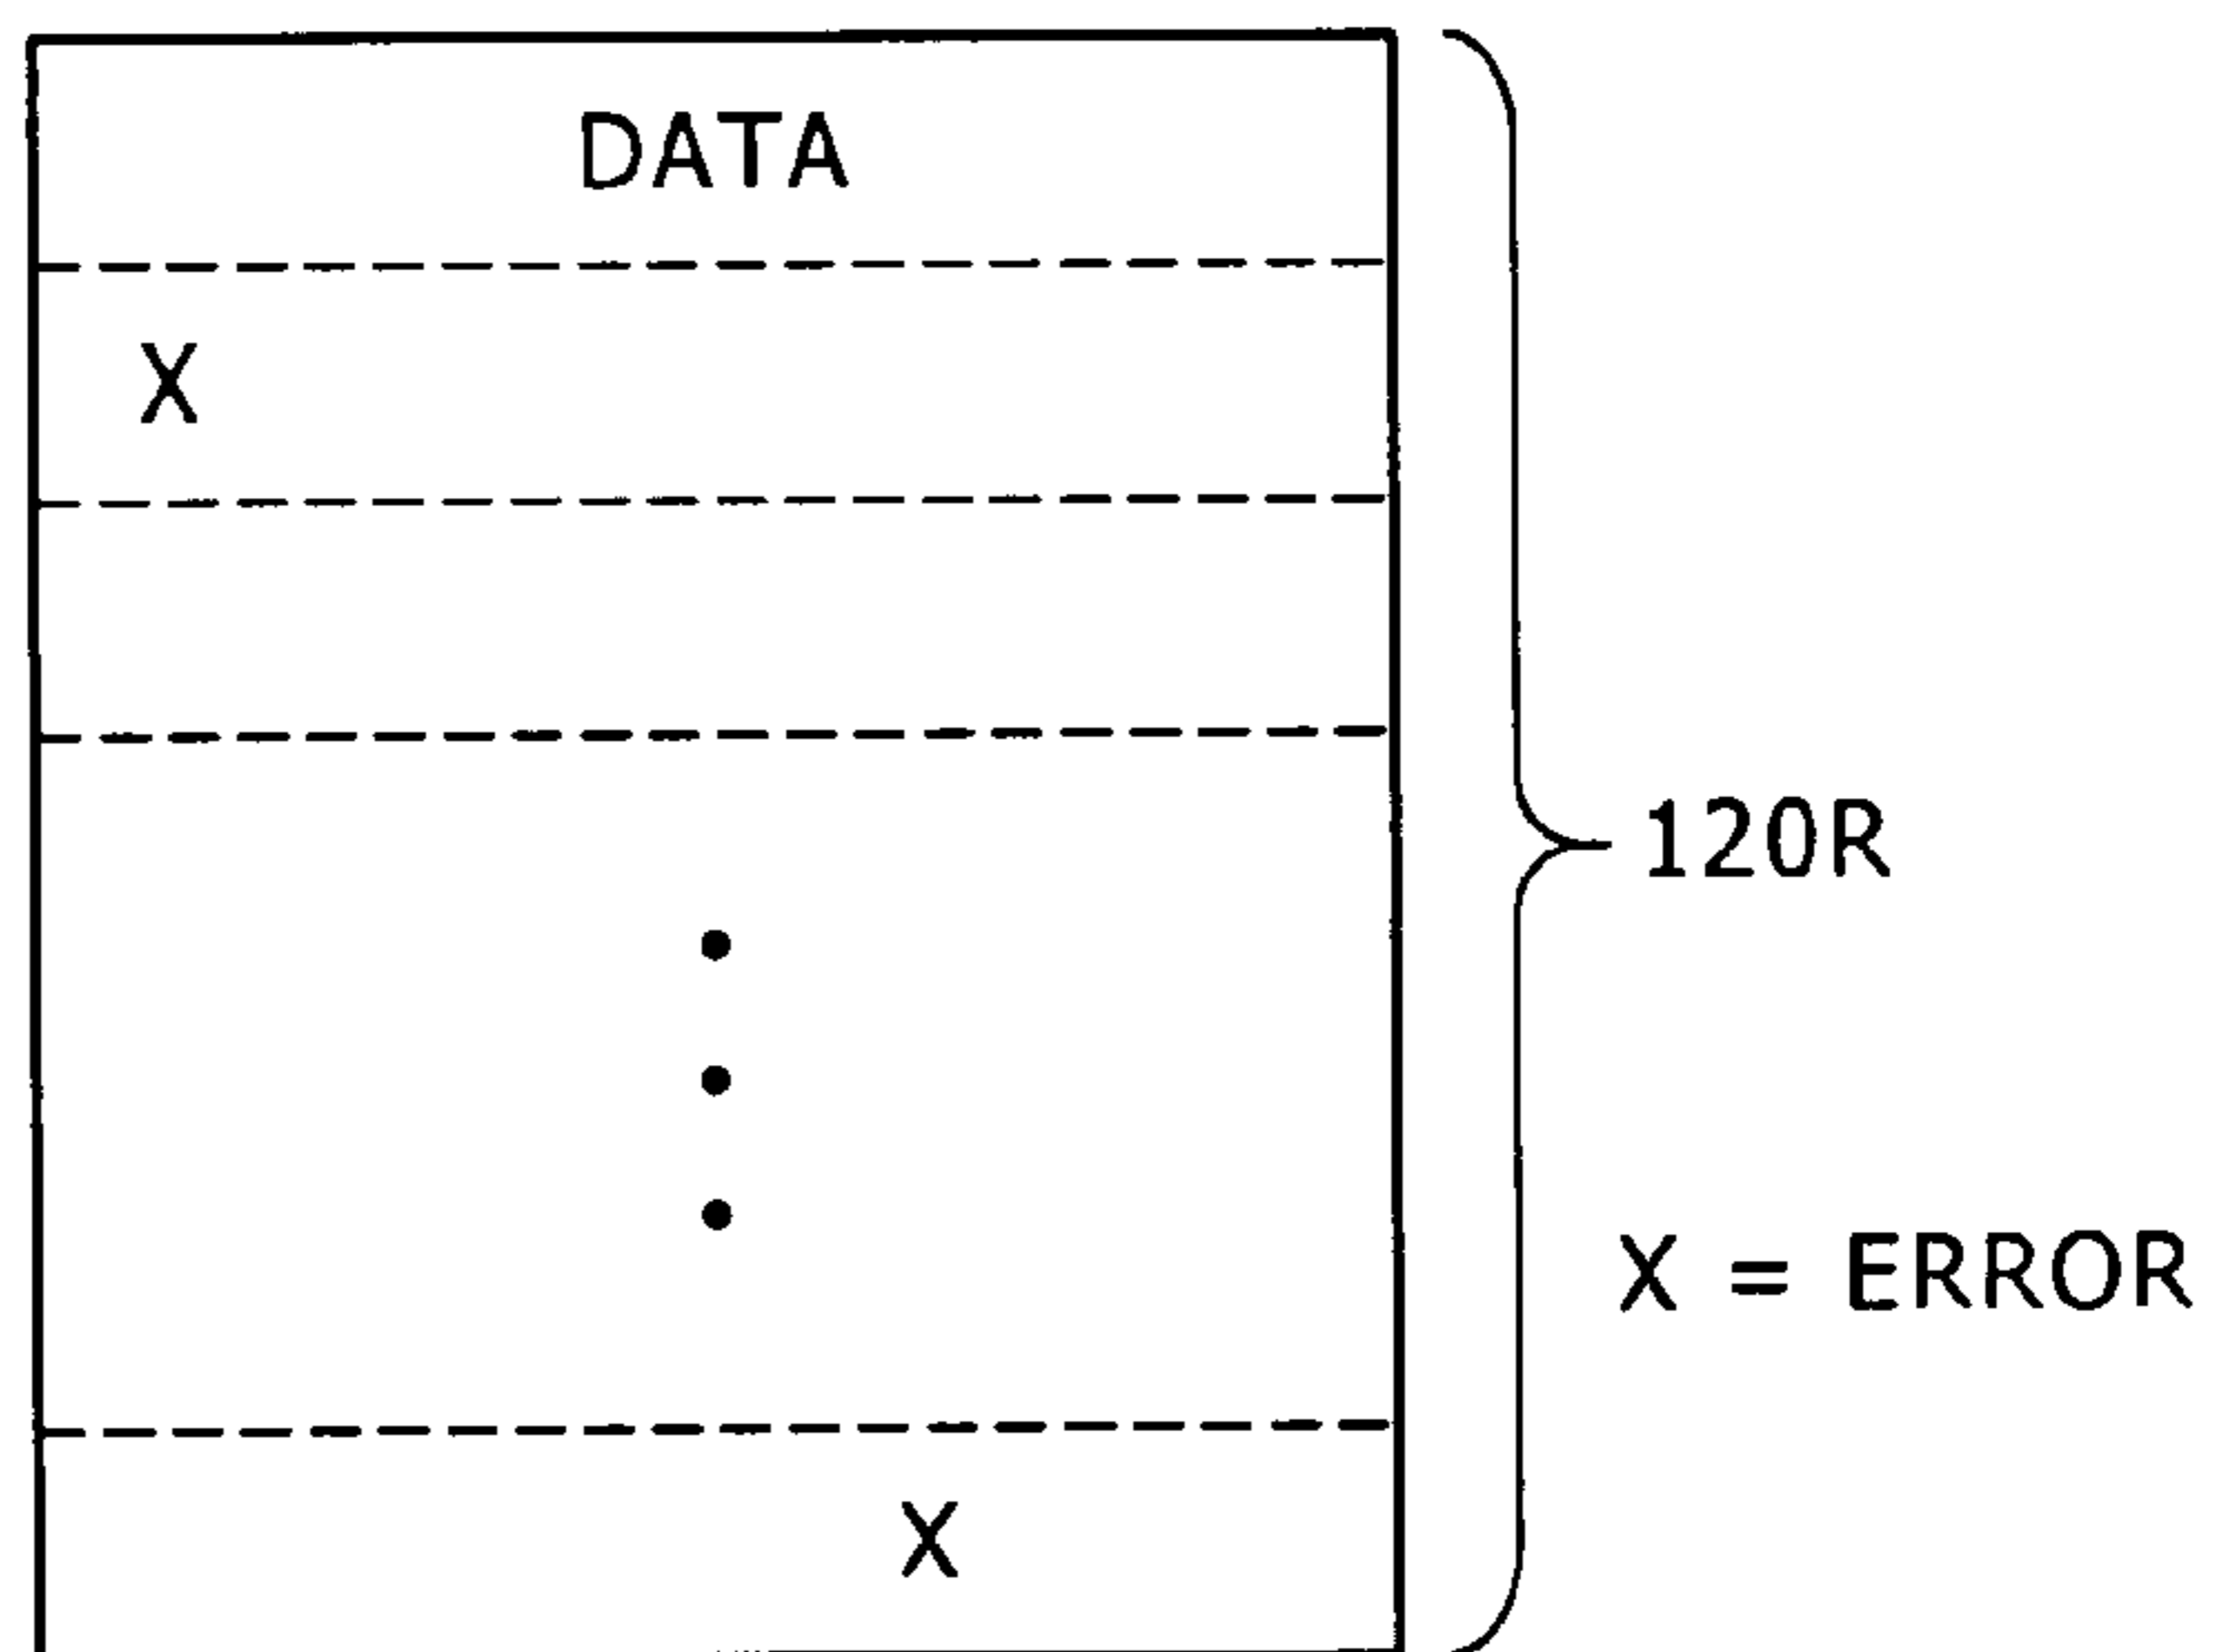 DATA
X
120R
X = ERROR
X